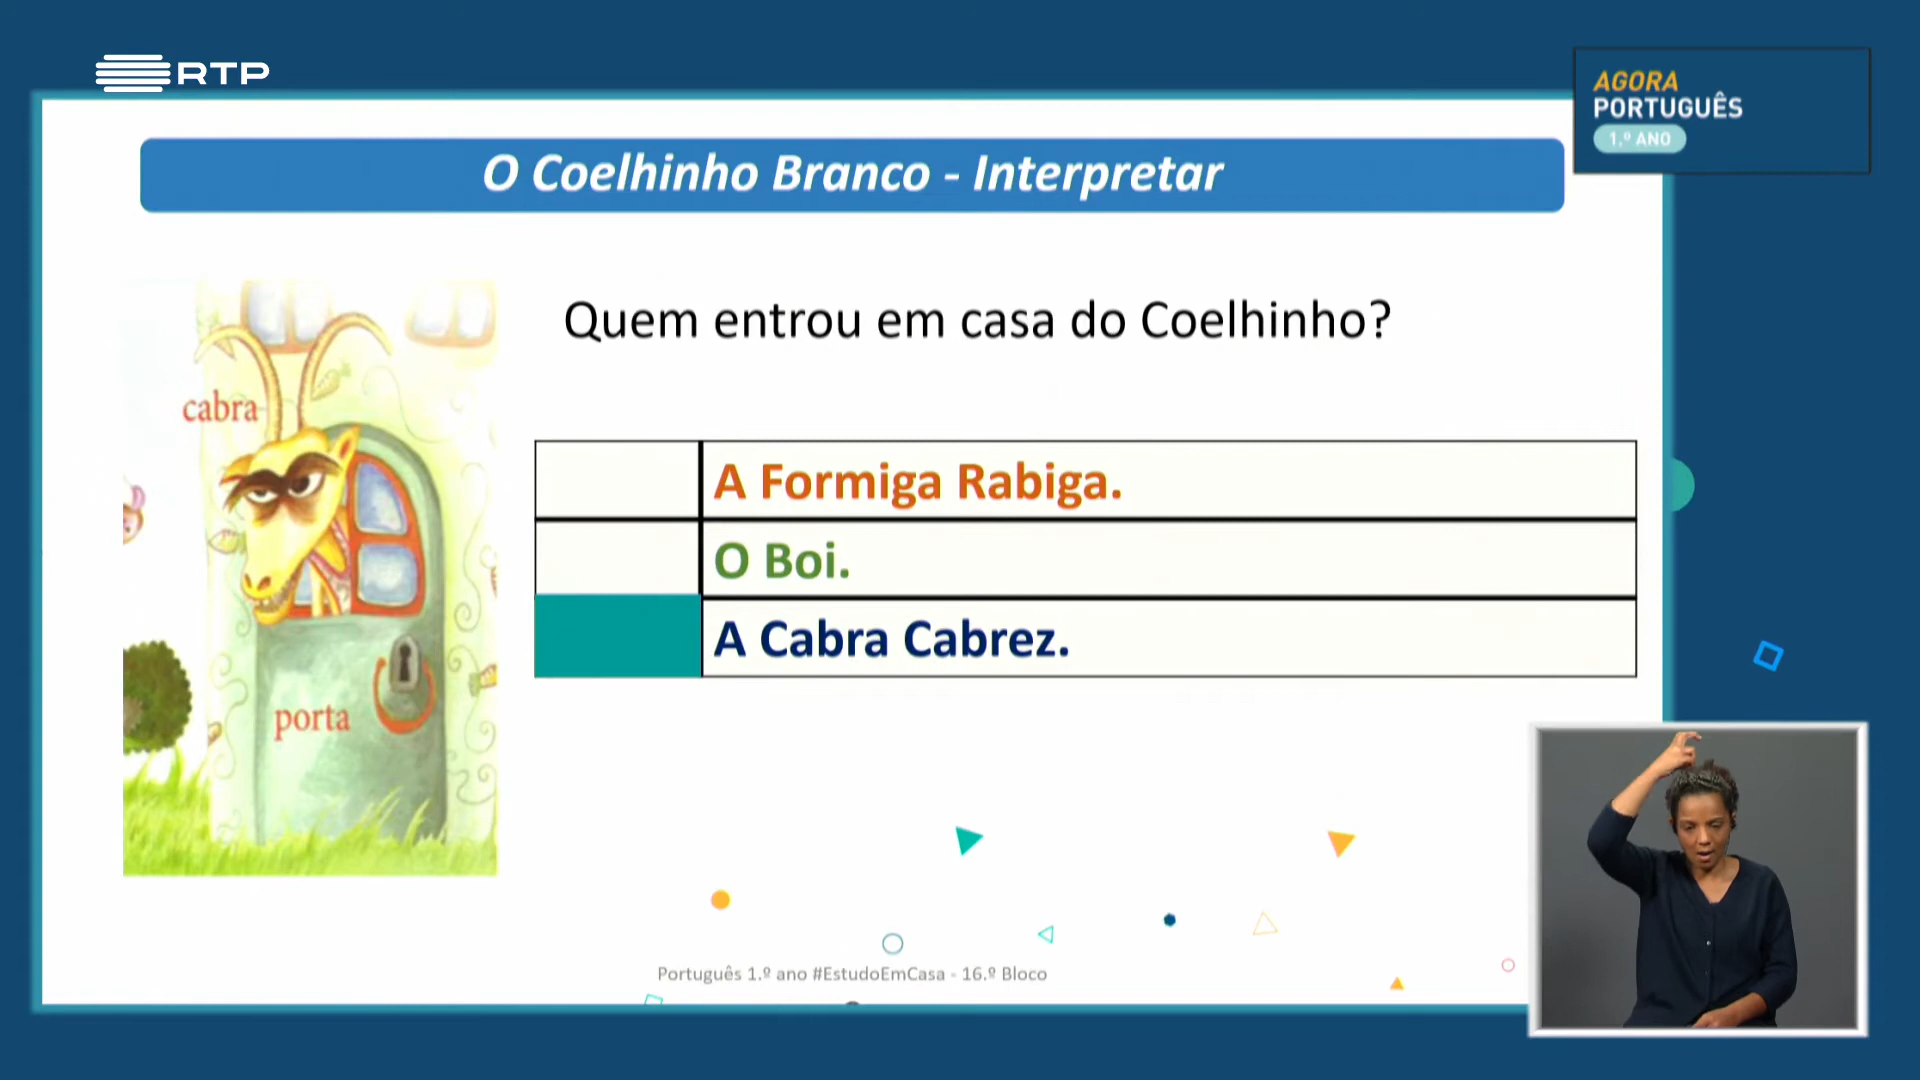 RTP
AGORA
PORTUGUÊS
1.º ANO
O Coelhinho Branco - Interpretar
Quem entrou em casa do Coelhinho?
cabra
porta
A Formiga Rabiga.
O Boi.
A Cabra Cabrez.
Português 1.º ano #EstudoEmCasa - 16.º Bloco